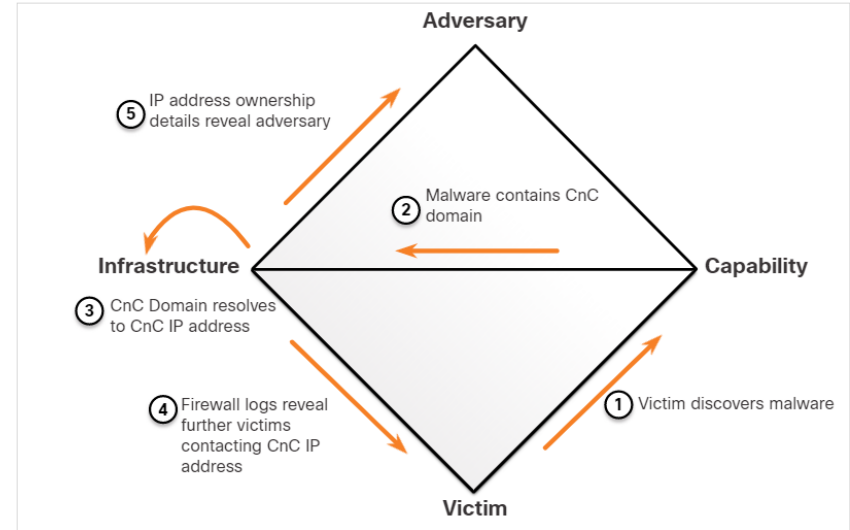 Adversary
5
IP address ownership
details reveal adversary
2
Malware contains CnC
domain
Infrastructure
Capability
3
CnC Domain resolves
to CnC IP address
4
Firewall logs reveal
further victims
contacting CnC IP
address
1
Victim discovers malware
Victim